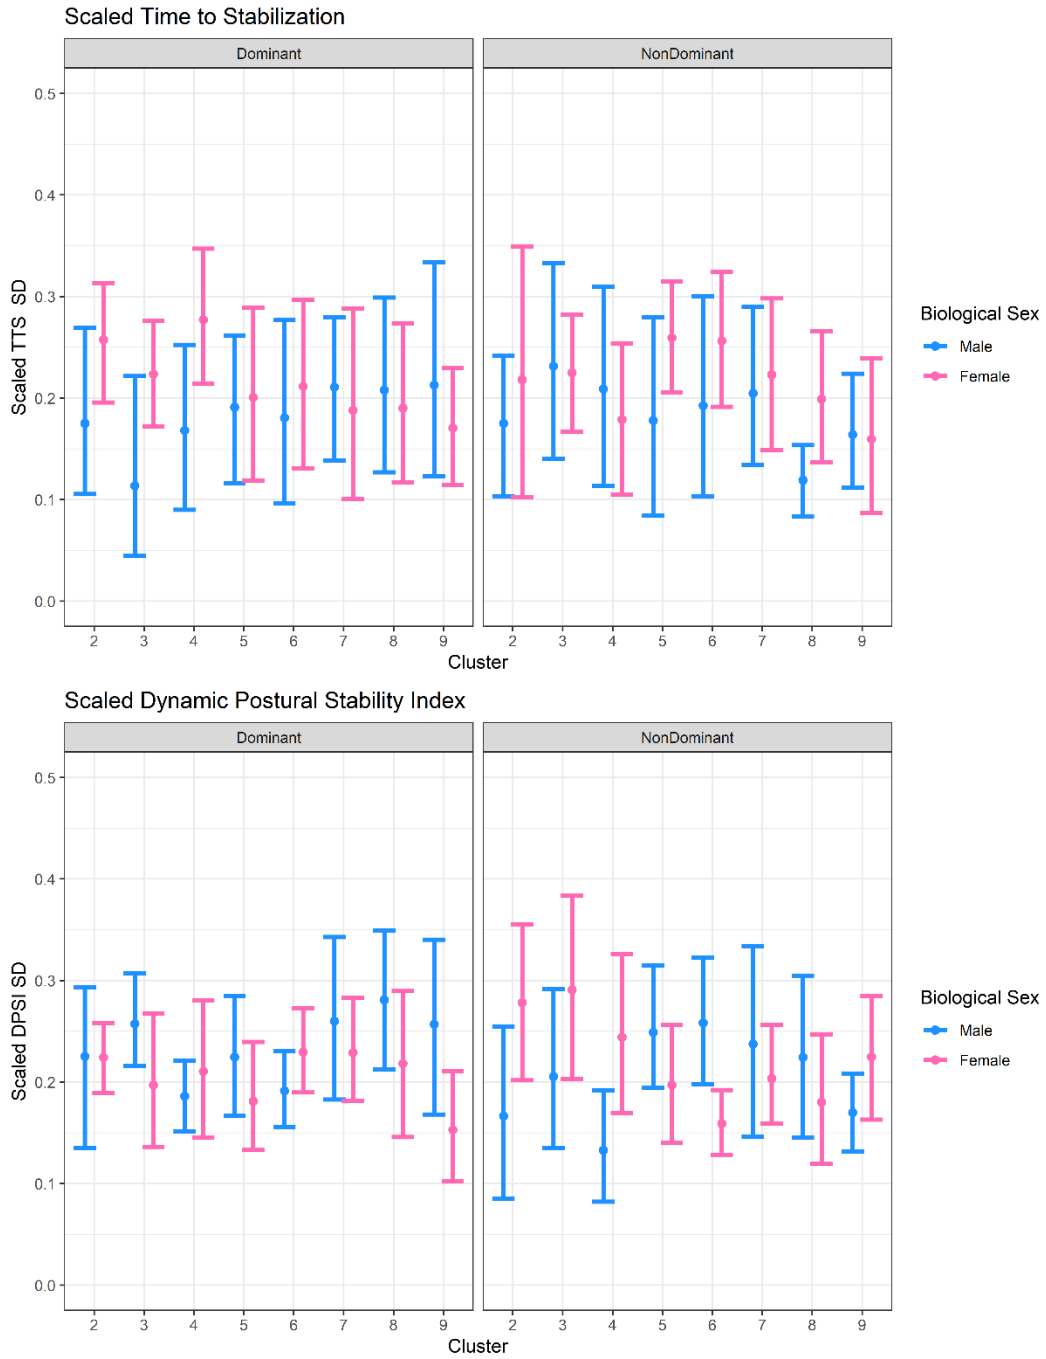 Scaled Time to Stabilization
Dominant
NonDominant
0.5
0.4
0.3
0.2
0.1
0.0
Scaled TTS SD
2 3 4 5 6 7 8 9
2 3 4 5 6 7 8 9
Cluster
Biological Sex
Male
Female
Scaled Dynamic Postural Stability Index
Dominant
NonDominant
0.5
0.4
0.3
0.2
0.1
0.0
Scaled DPSI SD
2 3 4 5 6 7 8 9
2 3 4 5 6 7 8 9
Cluster
Biological Sex
Male
Female